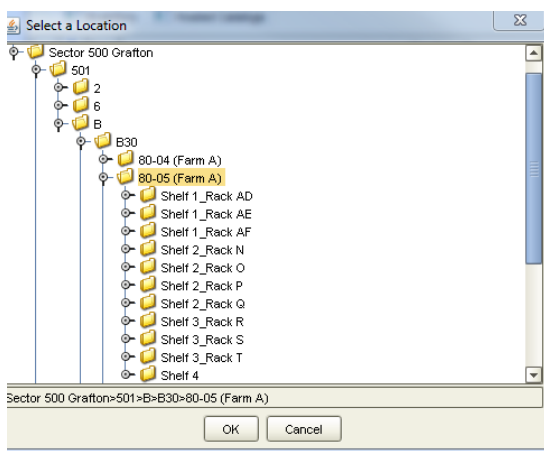 Select a Location
Sector 500 Grafton
501
2
6
B
B30
80-04 (Farm A)
80-05 (Farm A)
Shelf 1_Rack AD
Shelf 1_Rack AE
Shelf 1_Rack AF
Shelf 2_Rack N
Shelf 2_Rack O
Shelf 2_Rack P
Shelf 2_Rack Q
Shelf 3_Rack R
Shelf 3_Rack S
Shelf 3_Rack T
Shelf 4
Sector 500 Grafton>501>B>B30>80-05 (Farm A)
OK Cancel